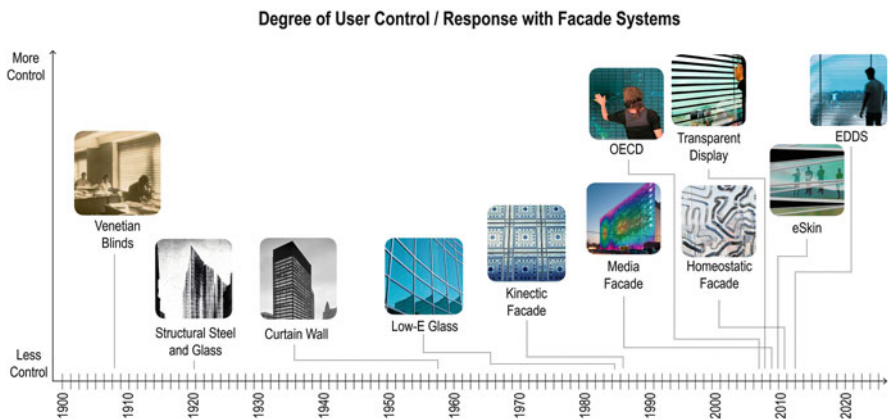 Degree of User Control / Response with Facade Systems
More
Control
Venetian
Blinds
Structural Steel
and Glass
Curtain Wall
Low-E Glass
Kinectic
Facade
OECD
Media
Facade
Transparent
Display
Homeostatic
Facade
eSkin
EDDS
Less
Control
1900
1910
1920
1930
1940
1950
1960
1970
1980
1990
2000
2010
2020